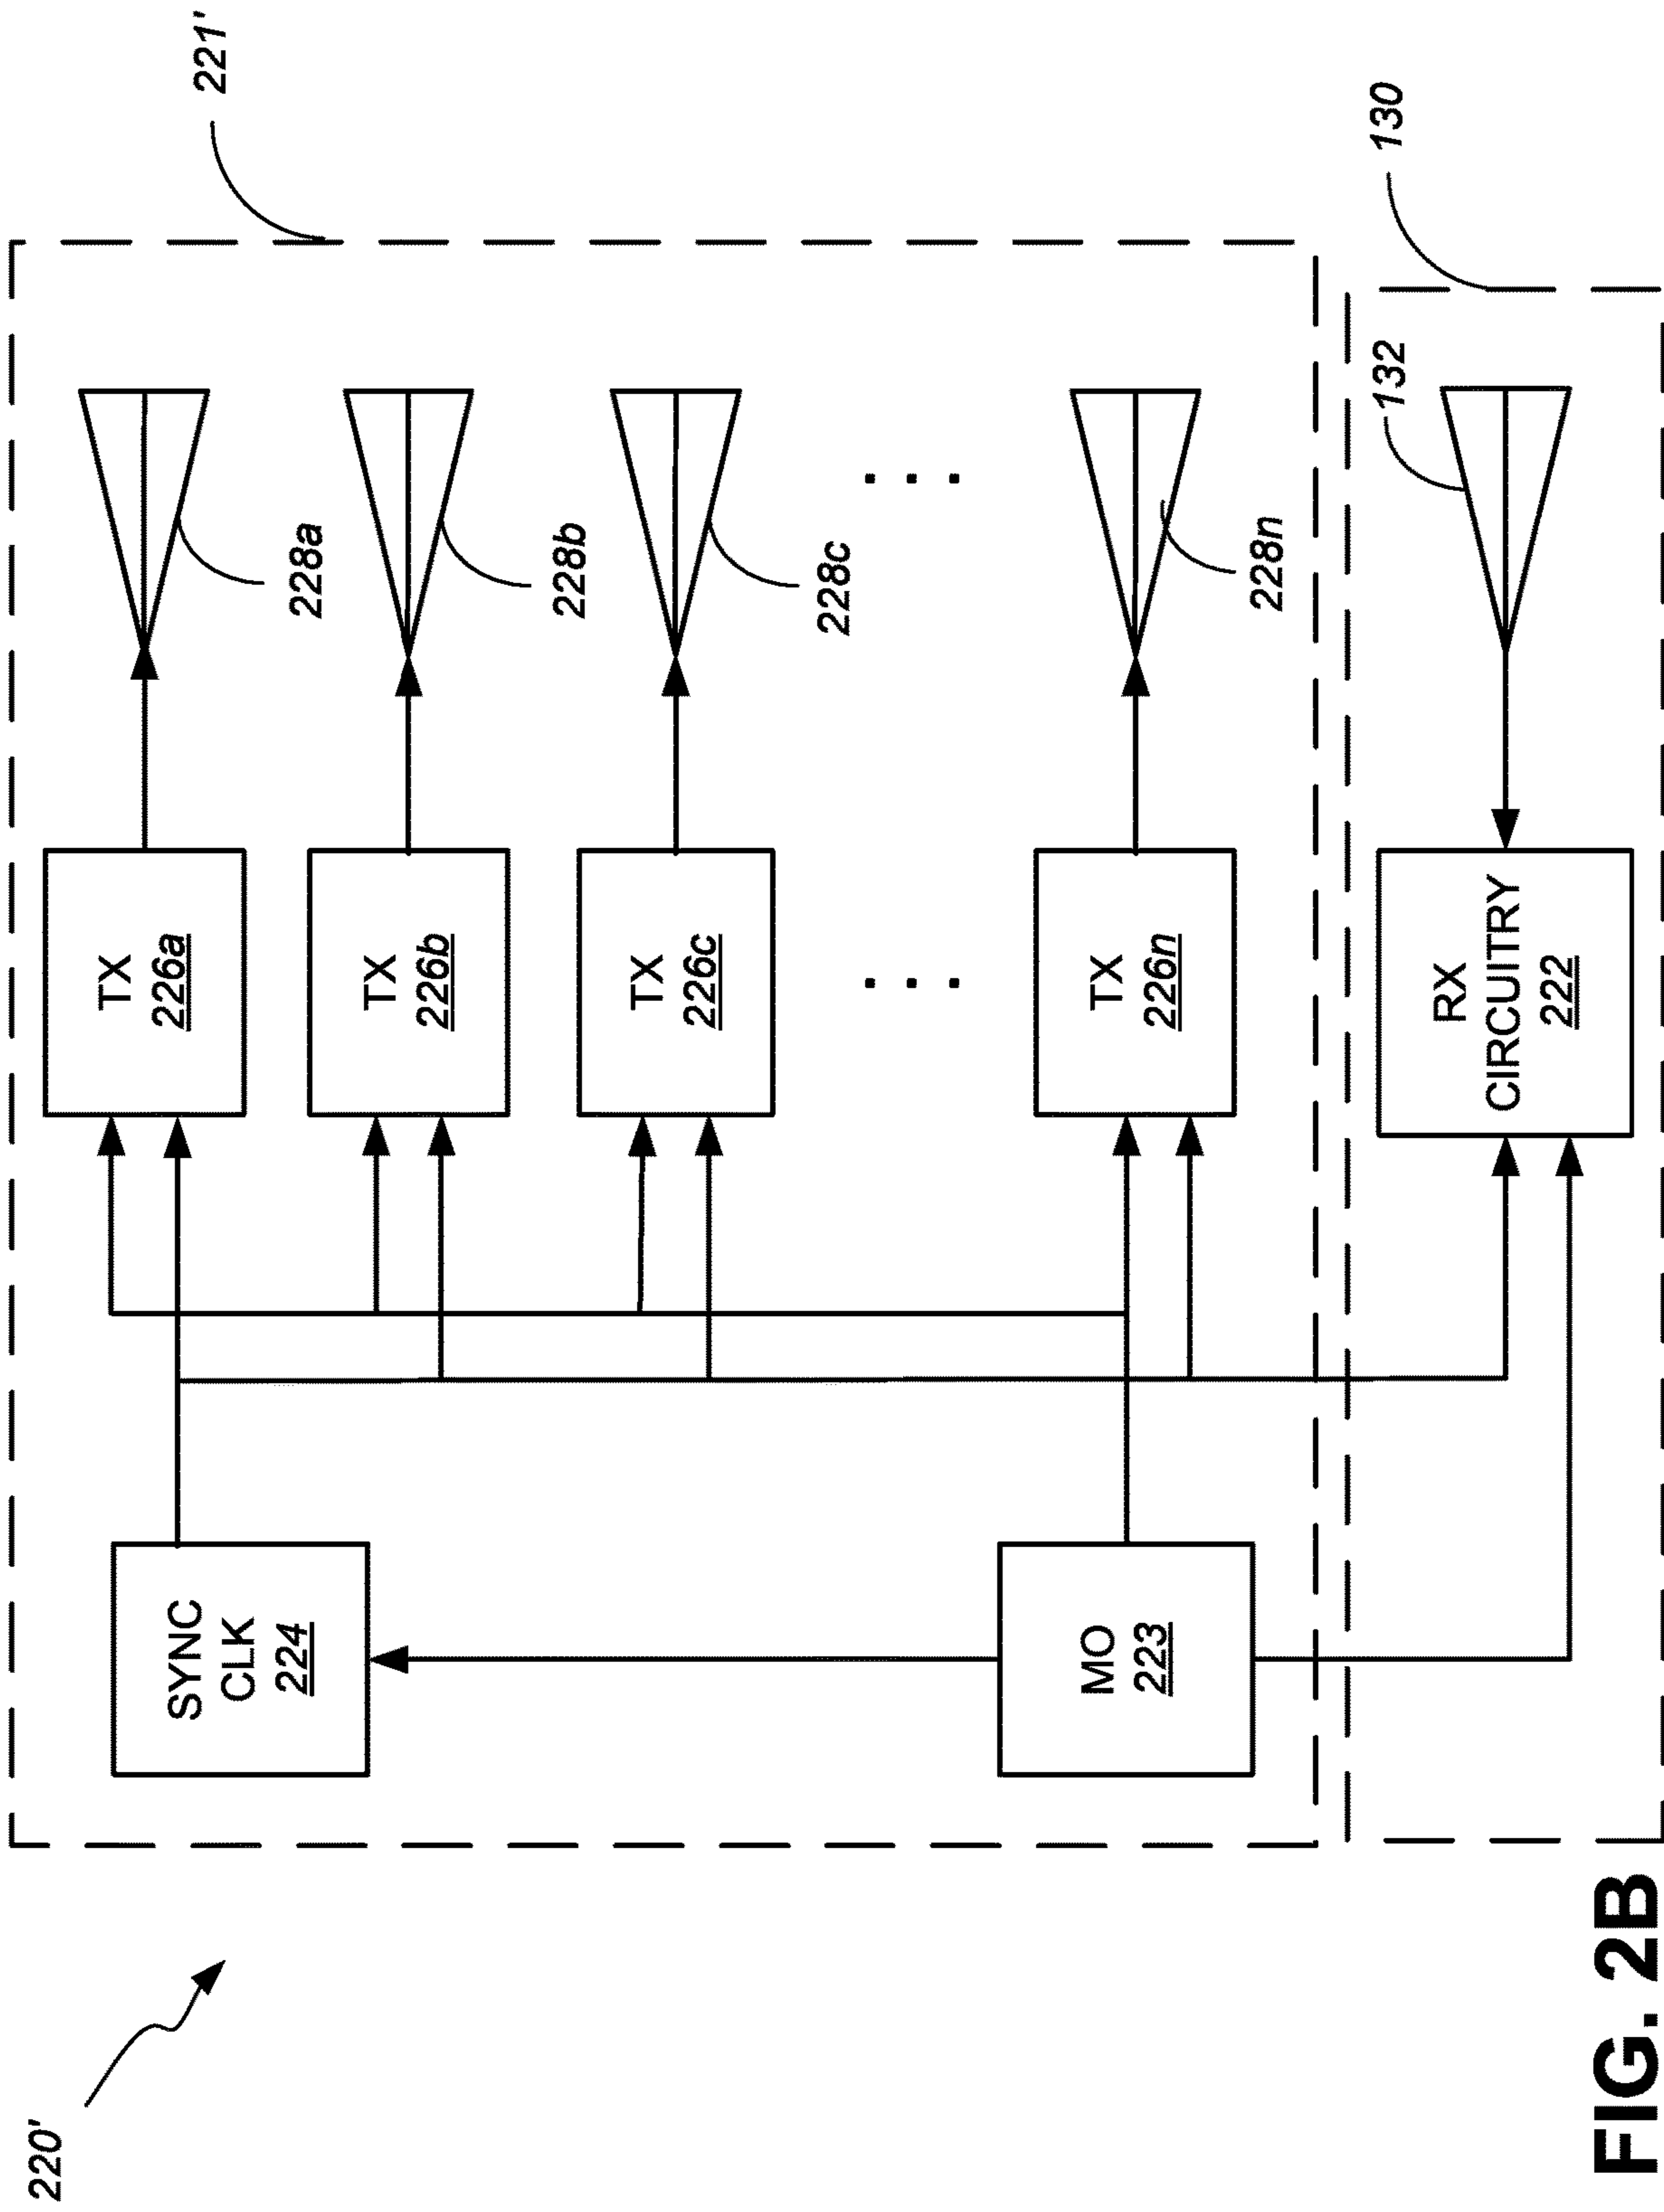 220'
221'
SYNC
CLK
224
TX
226a
228a
TX
226b
228b
TX
226c
228c
. . .
. . .
MO
223
TX
226n
228n
130
132
RX
CIRCUITRY
222
FIG. 2B